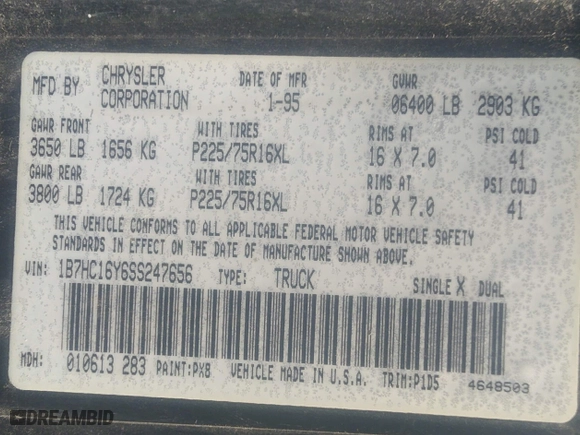 MFD BY CHRYSLER CORPORATION DATE OF MFR 1-95 GVWR 06400 LB 2903 KG
GAWR FRONT WITH TIRES RIMS AT PSI COLD
3650 LB 1656 KG P225/75R16XL 16 X 7.0 41
GAWR REAR WITH TIRES RIMS AT PSI COLD
3800 LB 1724 KG P225/75R16XL 16 X 7.0 41
THIS VEHICLE CONFORMS TO ALL APPLICABLE FEDERAL MOTOR VEHICLE SAFETY
STANDARDS IN EFFECT ON THE DATE OF MANUFACTURE SHOWN ABOVE.
VIN: 1B7HC16Y6SS247656 TYPE: TRUCK SINGLE X DUAL
MDH: 010613 283 PAINT:PX8 VEHICLE MADE IN U.S.A. TRIM:P1D5 4648503
DREAMBID